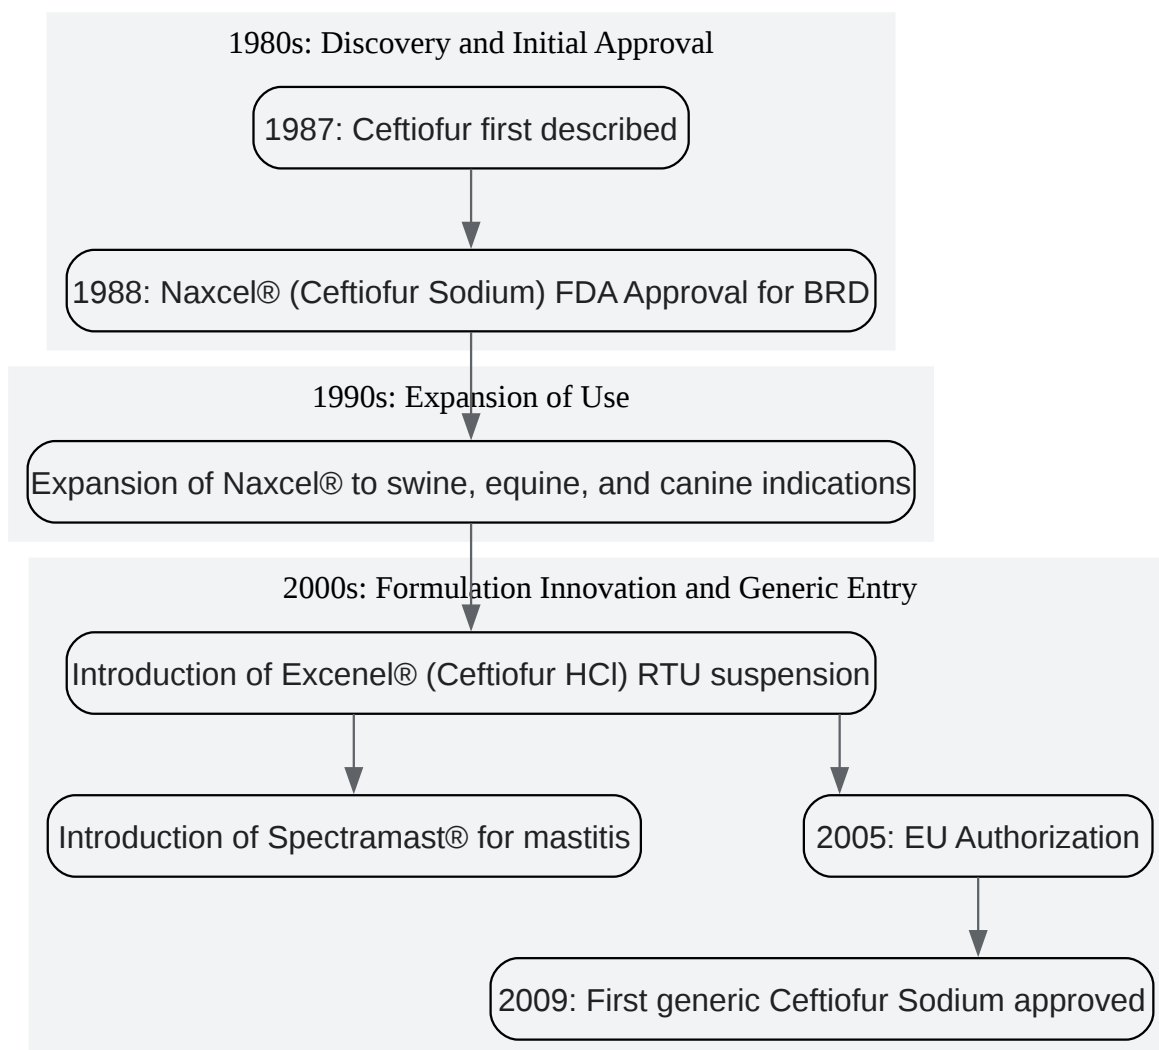 1980s: Discovery and Initial Approval
1987: Ceftiofur first described
1988: Naxcel® (Ceftiofur Sodium) FDA Approval for BRD
1990s: Expansion of Use
Expansion of Naxcel® to swine, equine, and canine indications
2000s: Formulation Innovation and Generic Entry
Introduction of Excenel® (Ceftiofur HCl) RTU suspension
Introduction of Spectramast® for mastitis
2005: EU Authorization
2009: First generic Ceftiofur Sodium approved